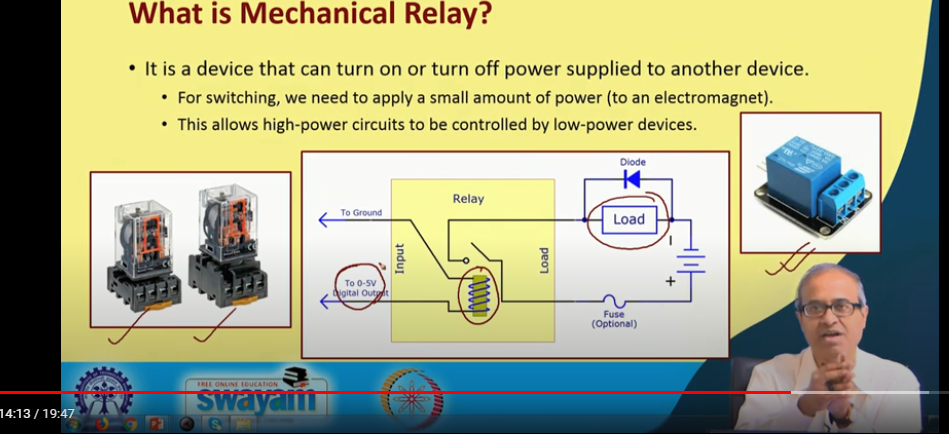 What is Mechanical Relay?
• It is a device that can turn on or turn off power supplied to another device.
• For switching, we need to apply a small amount of power (to an electromagnet).
• This allows high-power circuits to be controlled by low-power devices.
Diode
Relay
To Ground
Load
Input
Load
To 0-5V
Digital Output
+
Fuse
(Optional)
FREE ONLINE EDUCATION
swayam
14:13 / 19:47